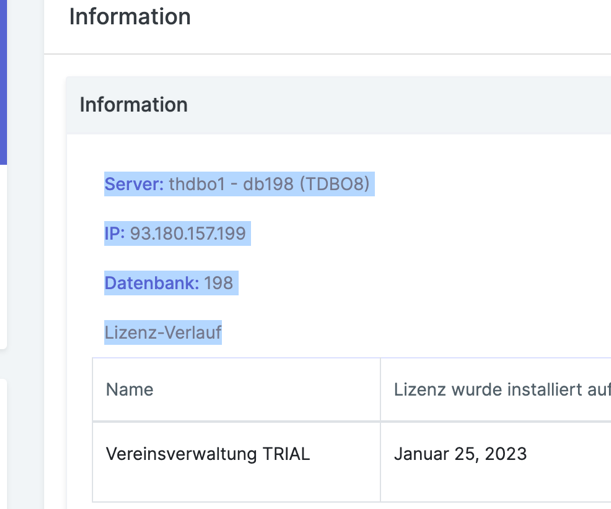 Information
Information
Server: thdbo1 - db198 (TDBO8)
IP: 93.180.157.199
Datenbank: 198
Lizenz-Verlauf
Name Lizenz wurde installiert auf
Vereinsverwaltung TRIAL Januar 25, 2023